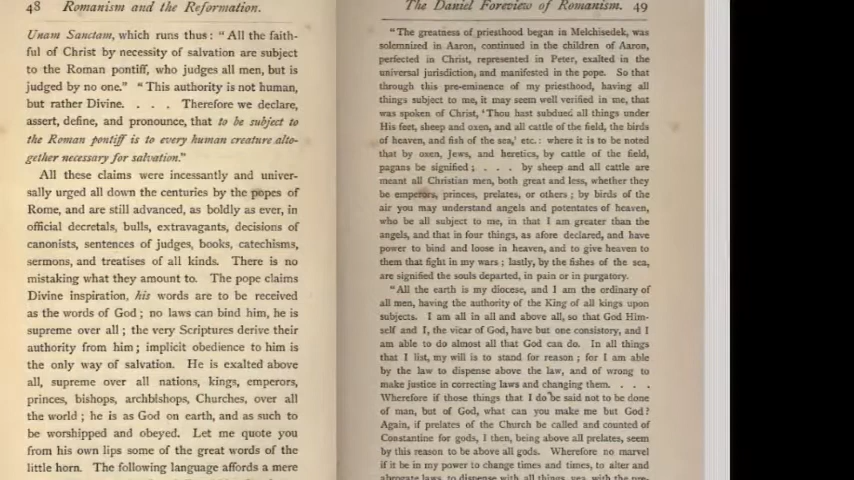 48 Romanism and the Reformation.
Unam Sanctam, which runs thus: "All the faith-
ful of Christ by necessity of salvation are subject
to the Roman pontiff, who judges all men, but is
judged by no one." "This authority is not human,
but rather Divine. . . . Therefore we declare,
assert, define, and pronounce, that to be subject to
the Roman pontiff is to every human creature alto-
gether necessary for salvation."
All these claims were incessantly and univer-
sally urged all down the centuries by the popes of
Rome, and are still advanced, as boldly as ever, in
official decretals, bulls, extravagants, decisions of
canonists, sentences of judges, books, catechisms,
sermons, and treatises of all kinds. There is no
mistaking what they amount to. The pope claims
Divine inspiration, his words are to be received
as the words of God; no laws can bind him, he is
supreme over all; the very Scriptures derive their
authority from him; implicit obedience to him is
the only way of salvation. He is exalted above
all, supreme over all nations, kings, emperors,
princes, bishops, archbishops, Churches, over all
the world; he is as God on earth, and as such to
be worshipped and obeyed. Let me quote you
from his own lips some of the great words of the
little horn. The following language affords a mere
The Daniel Foreview of Romanism. 49
"The greatness of priesthood began in Melchisedek, was
solemnized in Aaron, continued in the children of Aaron,
perfected in Christ, represented in Peter, exalted in the
universal jurisdiction, and manifested in the pope. So that
through this pre-eminence of my priesthood, having all
things subject to me, it may seem well verified in me, that
was spoken of Christ, 'Thou hast subdued all things under
His feet, sheep and oxen, and all cattle of the field, the birds
of heaven, and fish of the sea,' etc.: where it is to be noted
that by oxen, Jews, and heretics, by cattle of the field,
pagans be signified; . . . by sheep and all cattle are
meant all Christian men, both great and less, whether they
be emperors, princes, prelates, or others; by birds of the
air you may understand angels and potentates of heaven,
who be all subject to me, in that I am greater than the
angels, and that in four things, as afore declared, and have
power to bind and loose in heaven, and to give heaven to
them that fight in my wars; lastly, by the fishes of the sea,
are signified the souls departed, in pain or in purgatory.
"All the earth is my diocese, and I am the ordinary of
all men, having the authority of the King of all kings upon
subjects. I am all in all and above all, so that God Him-
self and I, the vicar of God, have but one consistory, and I
am able to do almost all that God can do. In all things
that I list, my will is to stand for reason; for I am able
by the law to dispense above the law, and of wrong to
make justice in correcting laws and changing them. . . .
Wherefore if those things that I do be said not to be done
of man, but of God, what can you make me but God?
Again, if prelates of the Church be called and counted of
Constantine for gods, I then, being above all prelates, seem
by this reason to be above all gods. Wherefore no marvel
if it be in my power to change times and times, to alter and
abrogate laws, to dispense with all things, yea, with the pre-